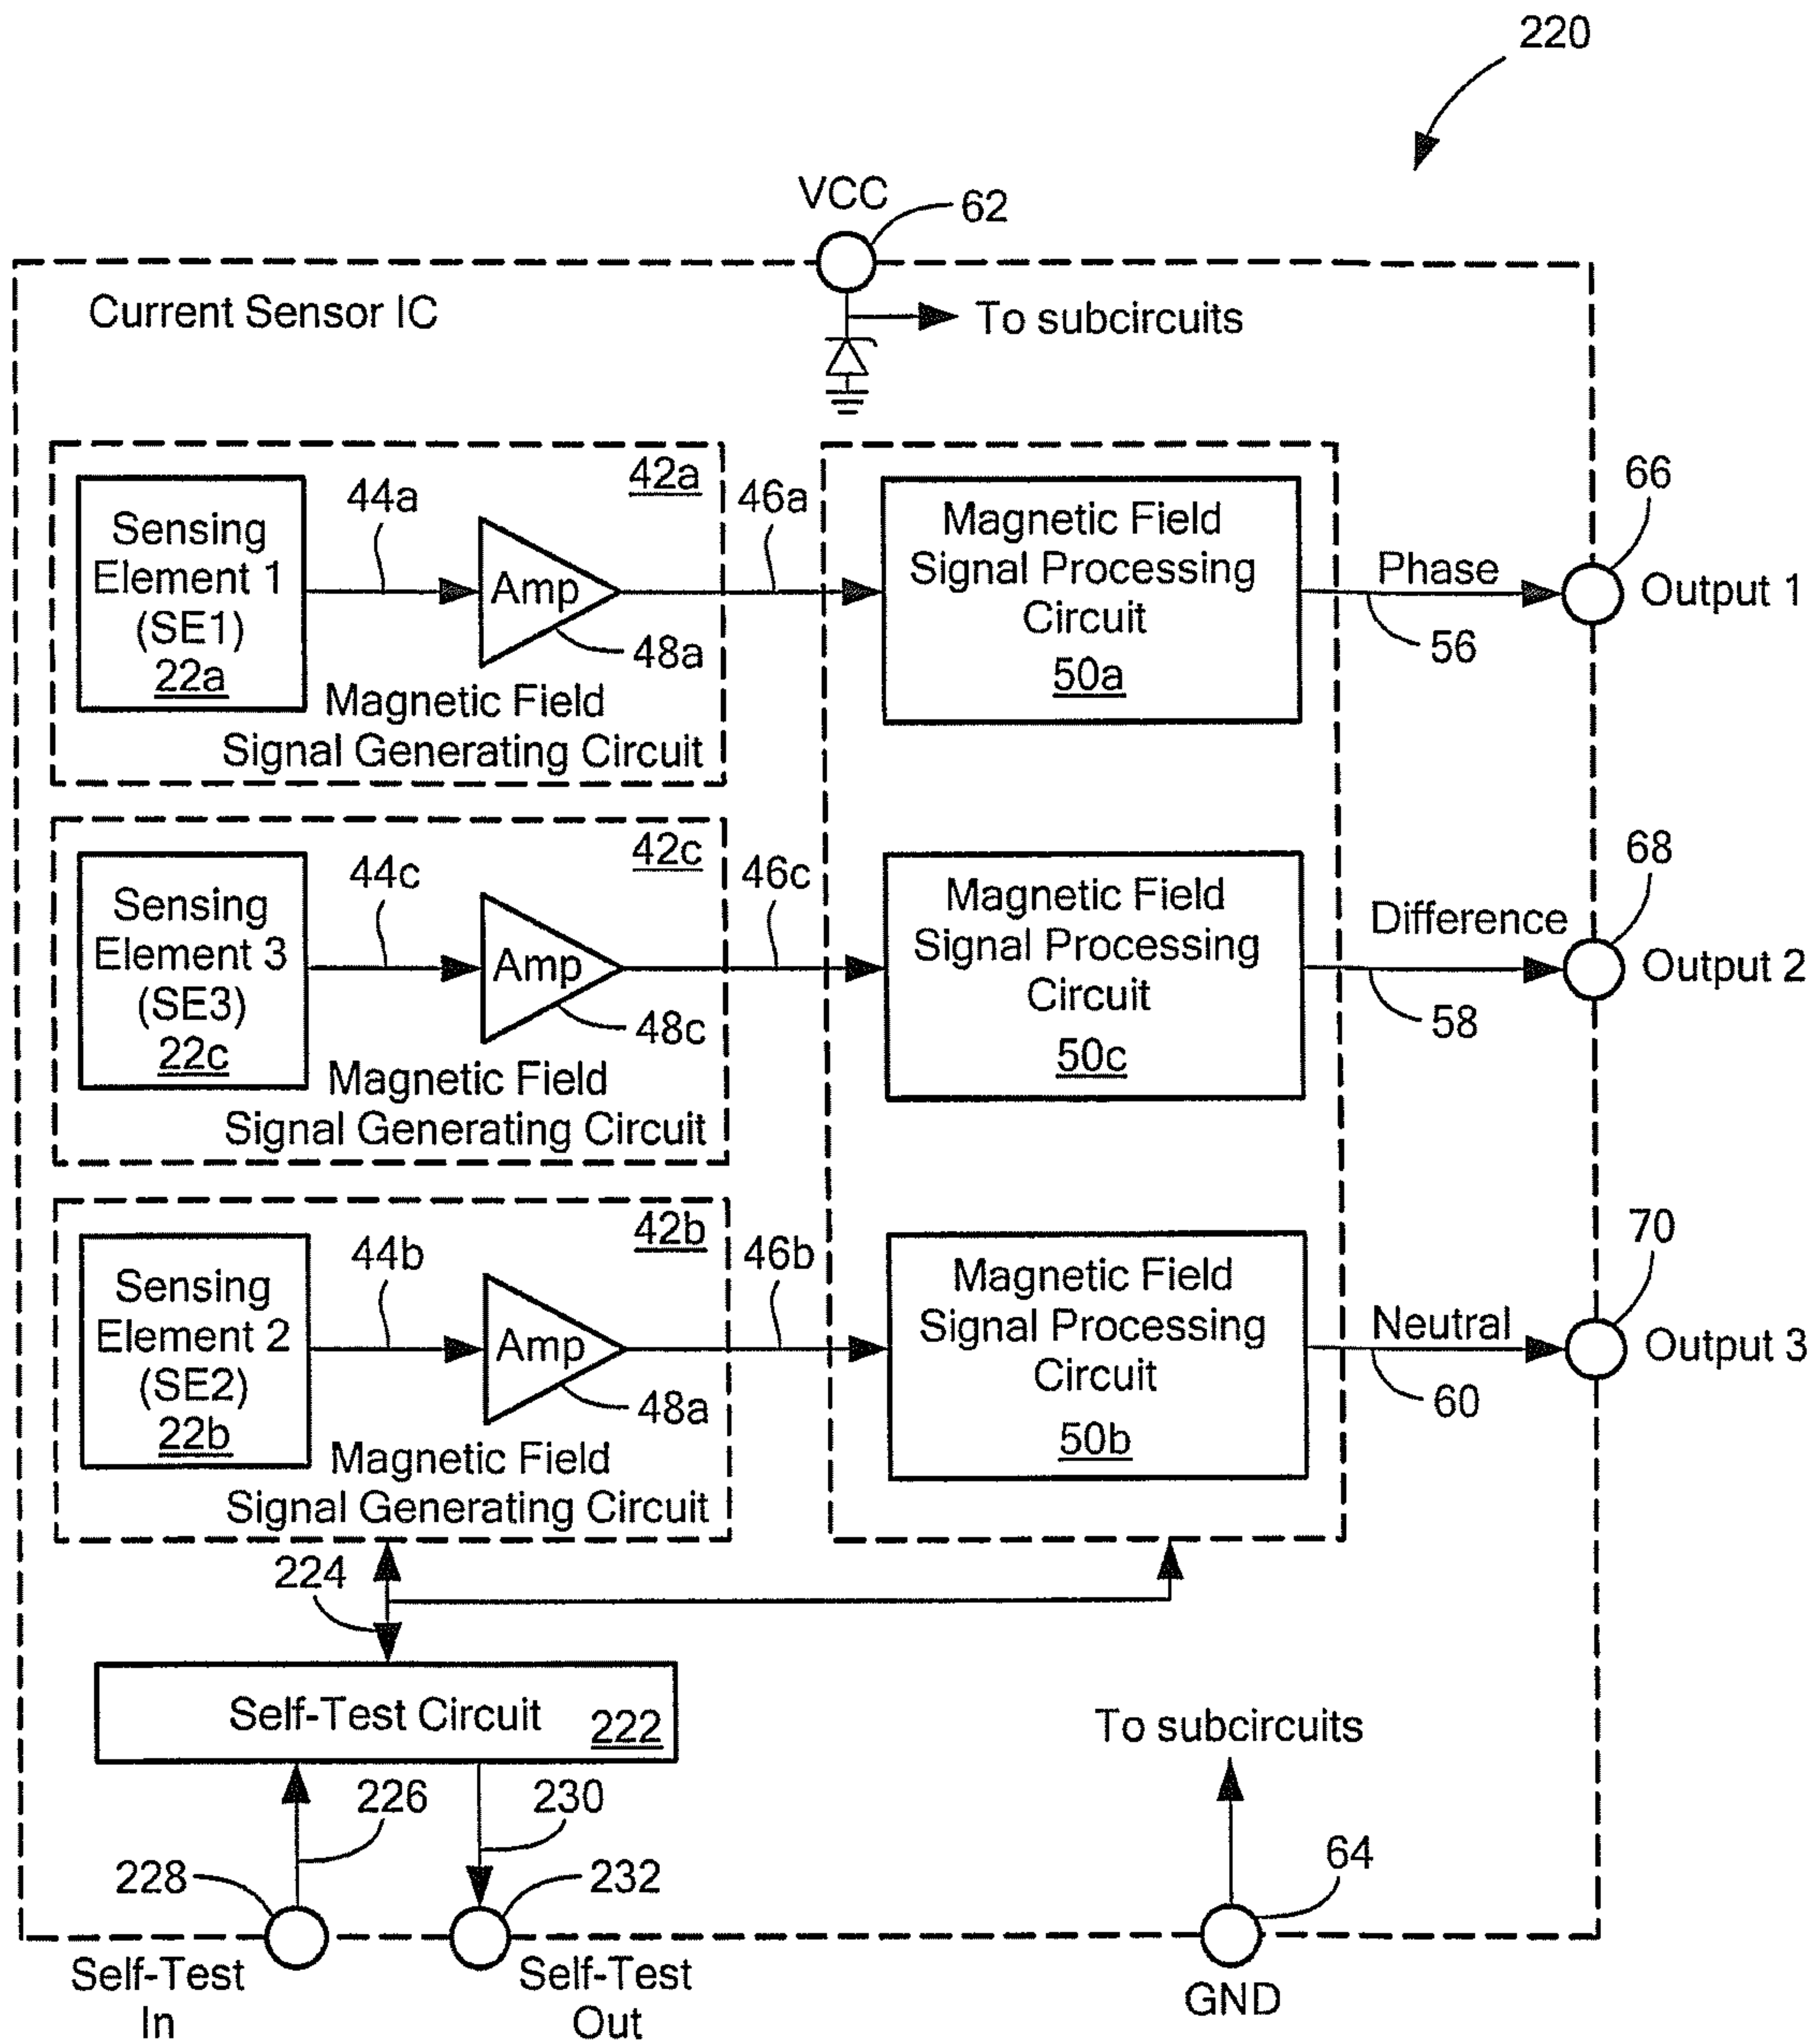 220
VCC
62
Current Sensor IC
To subcircuits
42a
Sensing
Element 1
(SE1)
22a
44a
Amp
48a
Magnetic Field
Signal Generating Circuit
46a
Magnetic Field
Signal Processing
Circuit
50a
Phase
56
66
Output 1
42c
Sensing
Element 3
(SE3)
22c
44c
Amp
48c
Magnetic Field
Signal Generating Circuit
46c
Magnetic Field
Signal Processing
Circuit
50c
Difference
58
68
Output 2
42b
Sensing
Element 2
(SE2)
22b
44b
Amp
48a
Magnetic Field
Signal Generating Circuit
46b
Magnetic Field
Signal Processing
Circuit
50b
Neutral
60
70
Output 3
224
Self-Test Circuit
222
226
230
228
232
Self-Test
In
Self-Test
Out
To subcircuits
64
GND